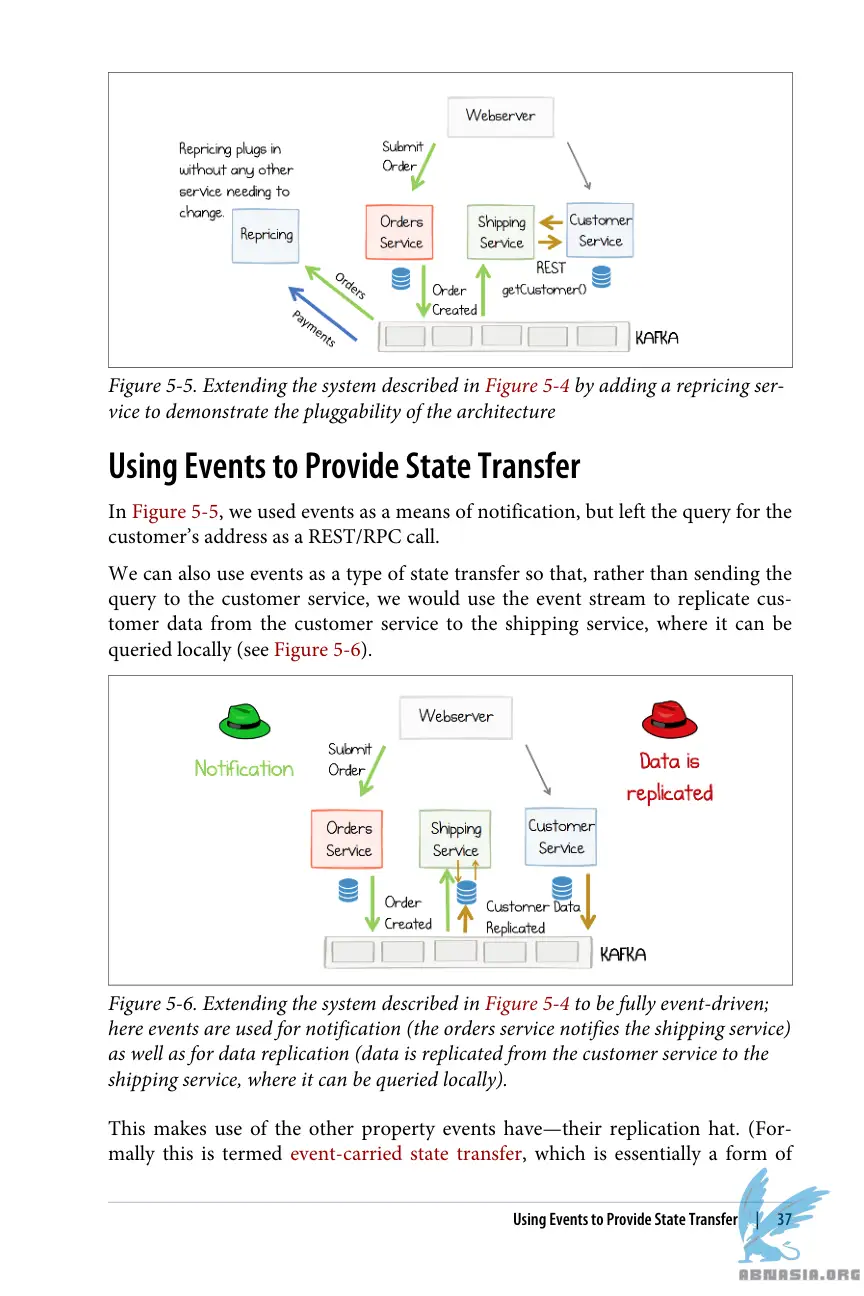 Webserver
Repricing plugs in
without any other
service needing to
change.
Submit
Order
Repricing
Orders
Service
Shipping
Service
Customer
Service
REST
getCustomer()
Orders
Payments
Order
Created
KAFKA
Figure 5-5. Extending the system described in Figure 5-4 by adding a repricing ser-
vice to demonstrate the pluggability of the architecture
Using Events to Provide State Transfer
In Figure 5-5, we used events as a means of notification, but left the query for the
customer’s address as a REST/RPC call.
We can also use events as a type of state transfer so that, rather than sending the
query to the customer service, we would use the event stream to replicate cus-
tomer data from the customer service to the shipping service, where it can be
queried locally (see Figure 5-6).
Webserver
Notification
Submit
Order
Data is
replicated
Orders
Service
Shipping
Service
Customer
Service
Order
Created
Customer Data
Replicated
KAFKA
Figure 5-6. Extending the system described in Figure 5-4 to be fully event-driven;
here events are used for notification (the orders service notifies the shipping service)
as well as for data replication (data is replicated from the customer service to the
shipping service, where it can be queried locally).
This makes use of the other property events have—their replication hat. (For-
mally this is termed event-carried state transfer, which is essentially a form of
Using Events to Provide State Transfer | 37
ABNASIA.ORG